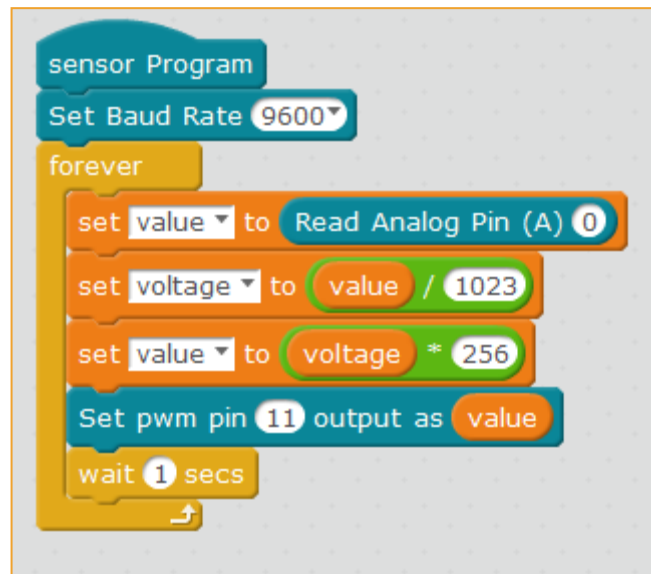 sensor Program
Set Baud Rate 9600
forever
set value to Read Analog Pin (A) 0
set voltage to value / 1023
set value to voltage * 256
Set pwm pin 11 output as value
wait 1 secs